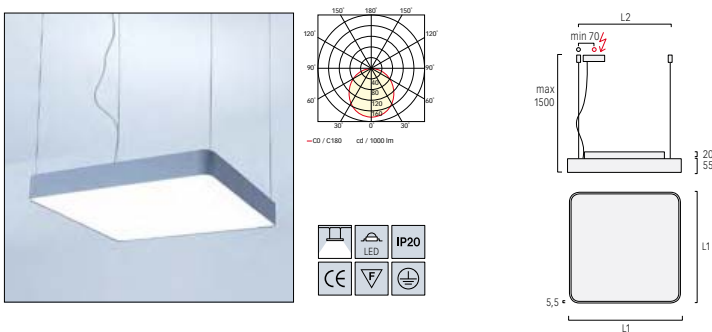 150° 180° 150°
120° 120°
90° 90°
60° 60°
40
80
120
160
30° 0° 30°
C0 / C180 cd / 1000 lm
LED
IP20
CE
F
L2
min 70
max
1500
20
55
L1
5,5
L1